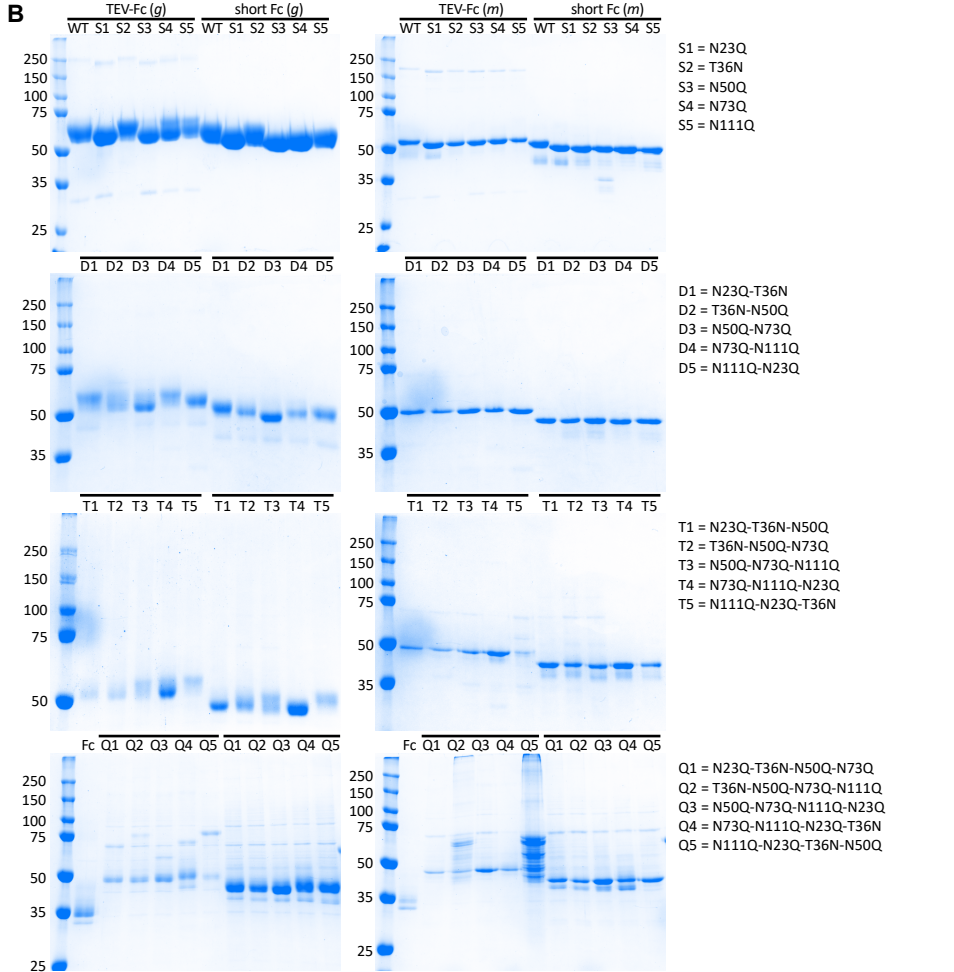 B
TEV-Fc (g) short Fc (g) TEV-Fc (m) short Fc (m)
WT S1 S2 S3 S4 S5 WT S1 S2 S3 S4 S5 WT S1 S2 S3 S4 S5 WT S1 S2 S3 S4 S5
250
150
100
75
50
35
25
250
150
100
75
50
35
25
S1 = N23Q
S2 = T36N
S3 = N50Q
S4 = N73Q
S5 = N111Q
D1 D2 D3 D4 D5 D1 D2 D3 D4 D5 D1 D2 D3 D4 D5 D1 D2 D3 D4 D5
250
150
100
75
50
35
250
150
100
75
50
35
D1 = N23Q-T36N
D2 = T36N-N50Q
D3 = N50Q-N73Q
D4 = N73Q-N111Q
D5 = N111Q-N23Q
T1 T2 T3 T4 T5 T1 T2 T3 T4 T5 T1 T2 T3 T4 T5 T1 T2 T3 T4 T5
250
150
100
75
50
250
150
100
75
50
35
T1 = N23Q-T36N-N50Q
T2 = T36N-N50Q-N73Q
T3 = N50Q-N73Q-N111Q
T4 = N73Q-N111Q-N23Q
T5 = N111Q-N23Q-T36N
Fc Q1 Q2 Q3 Q4 Q5 Q1 Q2 Q3 Q4 Q5 Fc Q1 Q2 Q3 Q4 Q5 Q1 Q2 Q3 Q4 Q5
250
150
100
75
50
35
25
250
150
100
75
50
35
25
Q1 = N23Q-T36N-N50Q-N73Q
Q2 = T36N-N50Q-N73Q-N111Q
Q3 = N50Q-N73Q-N111Q-N23Q
Q4 = N73Q-N111Q-N23Q-T36N
Q5 = N111Q-N23Q-T36N-N50Q